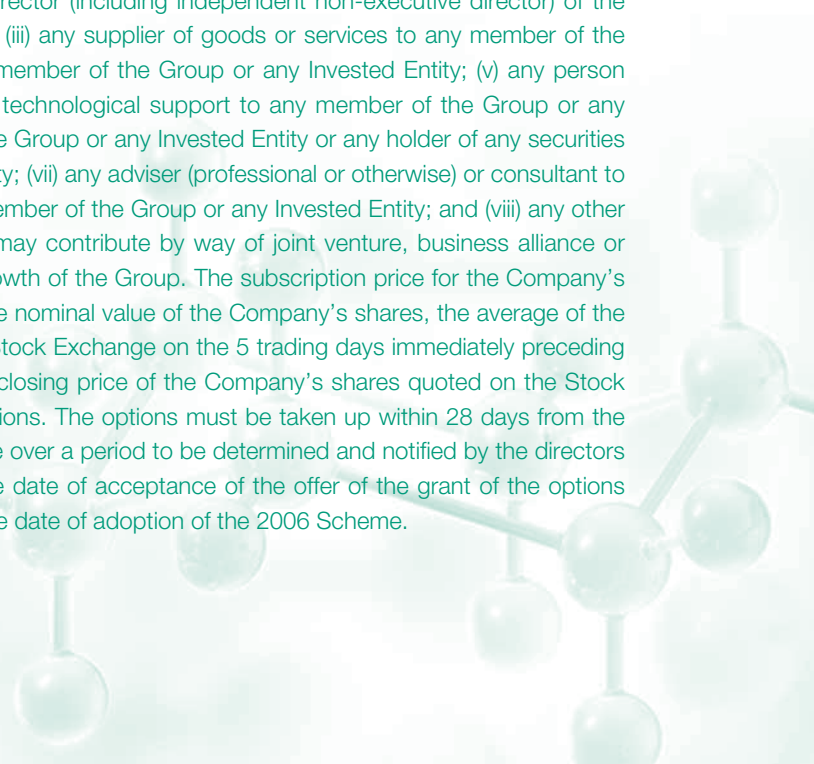 (including independent non-executive director) of the
(iii) any supplier of goods or services to any member of the
member of the Group or any Invested Entity; (v) any person
technological support to any member of the Group or any
Group or any Invested Entity or any holder of any securities
(vii) any adviser (professional or otherwise) or consultant to
of the Group or any Invested Entity; and (viii) any other
may contribute by way of joint venture, business alliance or
of the Group. The subscription price for the Company's
nominal value of the Company's shares, the average of the
Stock Exchange on the 5 trading days immediately preceding
closing price of the Company's shares quoted on the Stock
The options must be taken up within 28 days from the
over a period to be determined and notified by the directors
date of acceptance of the offer of the grant of the options
date of adoption of the 2006 Scheme.